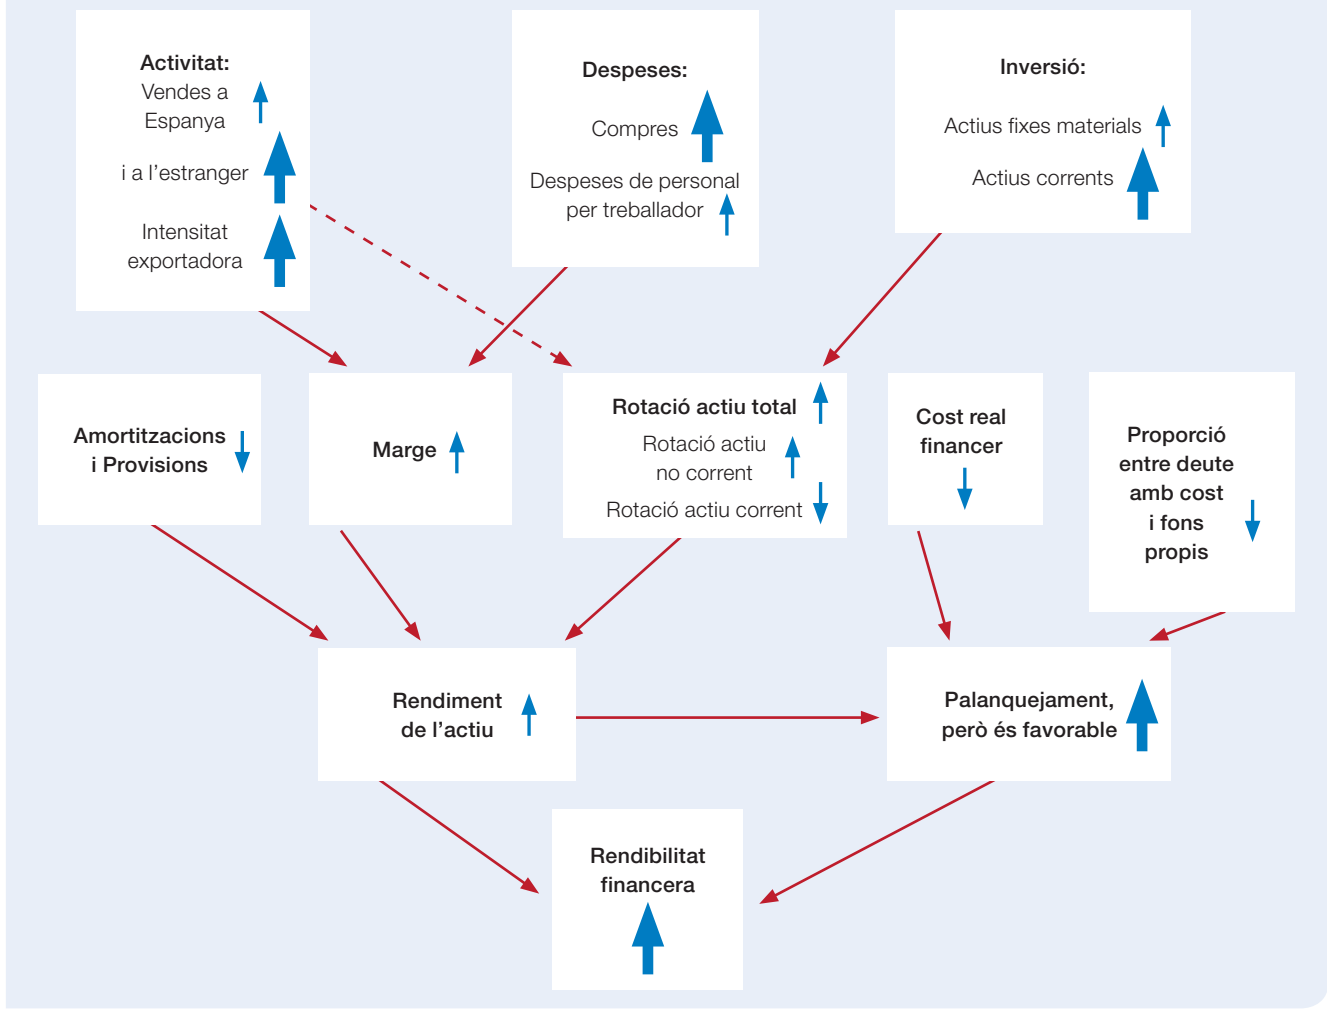 Activitat:
Vendes a
Espanya
i a l'estranger
Intensitat
exportadora
Despeses:
Compres
Despeses de personal
per treballador
Inversió:
Actius fixes materials
Actius corrents
Amortitzacions
i Provisions
Marge
Rotació actiu total
Rotació actiu
no corrent
Rotació actiu corrent
Cost real
financer
Proporció
entre deute
amb cost
i fons
propis
Rendiment
de l'actiu
Palanquejament,
però és favorable
Rendibilitat
financera